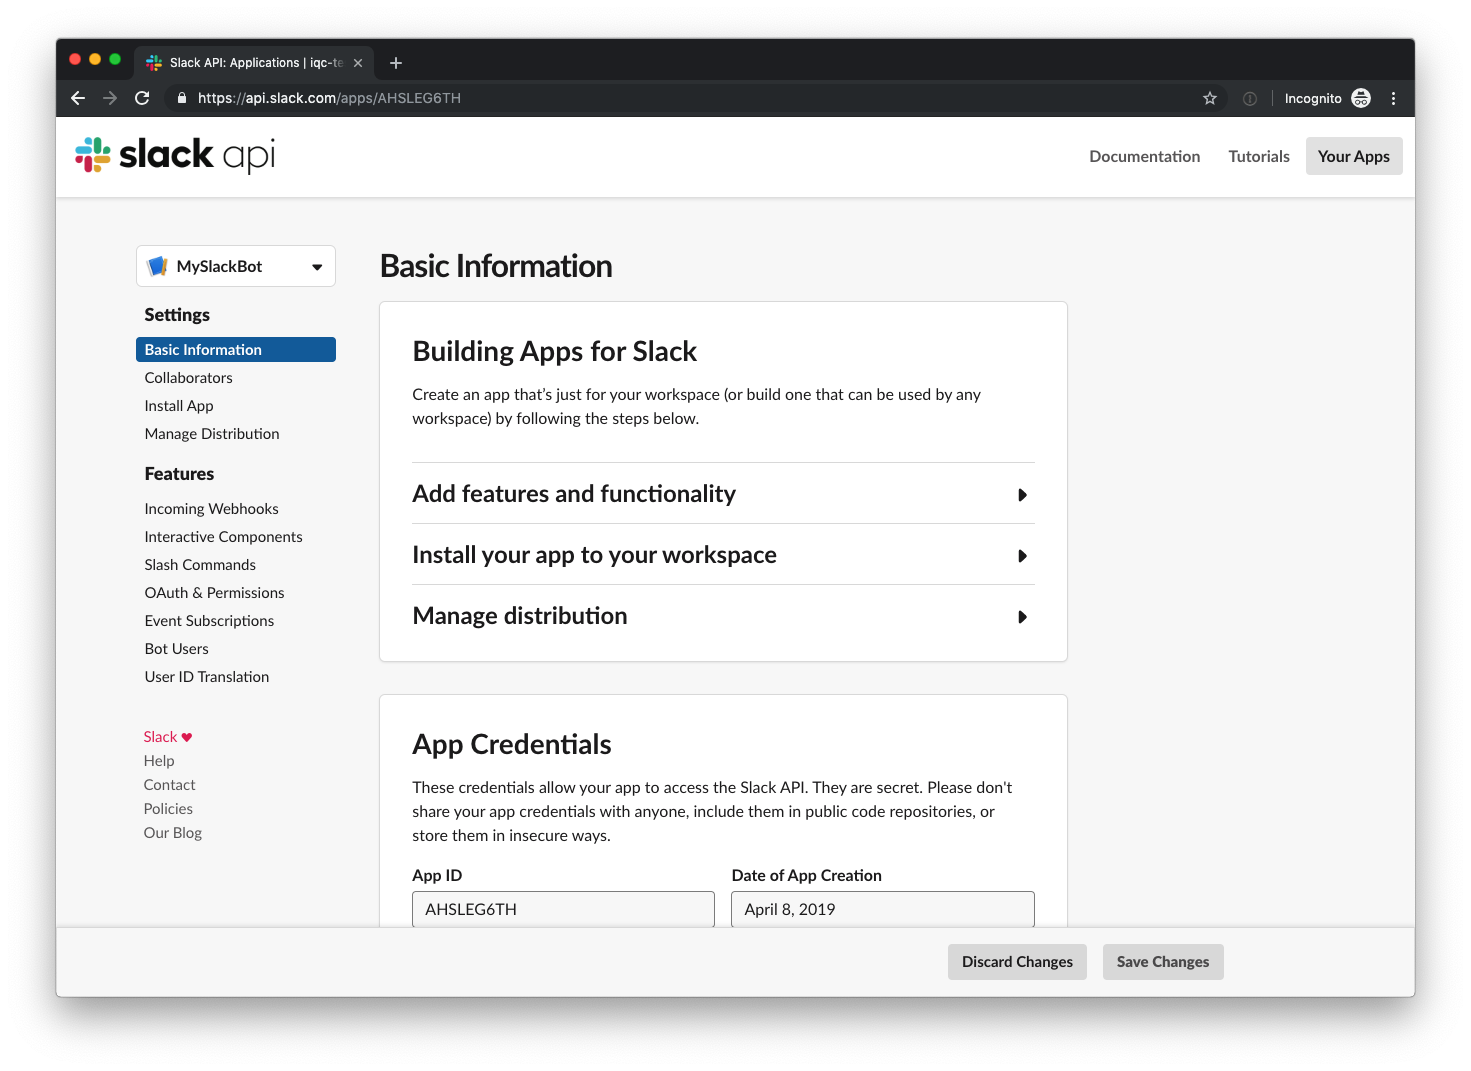 Slack API: Applications | iqc-te
https://api.slack.com/apps/AHSLEG6TH
Incognito
slack api
Documentation
Tutorials
Your Apps
MySlackBot
Settings
Basic Information
Collaborators
Install App
Manage Distribution
Features
Incoming Webhooks
Interactive Components
Slash Commands
OAuth & Permissions
Event Subscriptions
Bot Users
User ID Translation
Slack ♥
Help
Contact
Policies
Our Blog
Basic Information
Building Apps for Slack
Create an app that’s just for your workspace (or build one that can be used by any
workspace) by following the steps below.
Add features and functionality
Install your app to your workspace
Manage distribution
App Credentials
These credentials allow your app to access the Slack API. They are secret. Please don't
share your app credentials with anyone, include them in public code repositories, or
store them in insecure ways.
App ID
AHSLEG6TH
Date of App Creation
April 8, 2019
Discard Changes
Save Changes